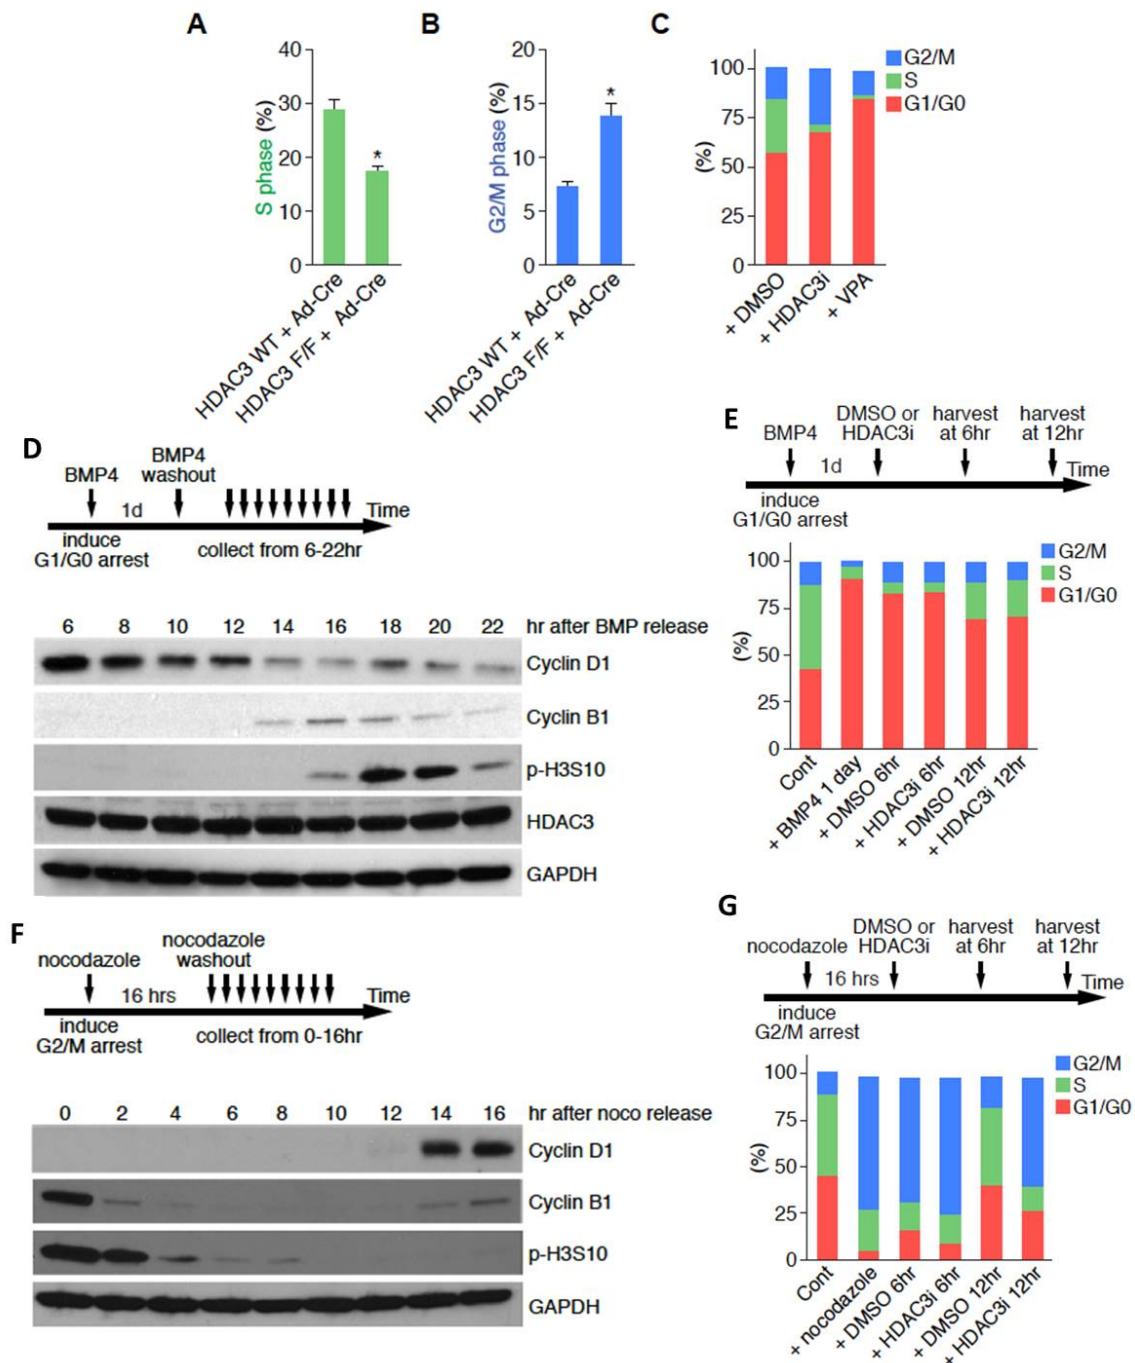 A
S phase (%)
40
30
20
10
0
*
HDAC3 WT + Ad-Cre
HDAC3 F/F + Ad-Cre
B
G2/M phase (%)
20
15
10
5
0
*
HDAC3 WT + Ad-Cre
HDAC3 F/F + Ad-Cre
C
(%)
100
75
50
25
0
G2/M
S
G1/G0
+ DMSO
+ HDAC3i
+ VPA
D
BMP4
BMP4
washout
1d
Time
induce
G1/G0 arrest
collect from 6-22hr
6 8 10 12 14 16 18 20 22 hr after BMP release
Cyclin D1
Cyclin B1
p-H3S10
HDAC3
GAPDH
E
BMP4
DMSO or
HDAC3i
harvest
at 6hr
harvest
at 12hr
1d
Time
induce
G1/G0 arrest
(%)
100
75
50
25
0
G2/M
S
G1/G0
Cont
+ BMP4 1 day
+ DMSO 6hr
+ HDAC3i 6hr
+ DMSO 12hr
+ HDAC3i 12hr
F
nocodazole
nocodazole
washout
16 hrs
Time
induce
G2/M arrest
collect from 0-16hr
0 2 4 6 8 10 12 14 16 hr after noco release
Cyclin D1
Cyclin B1
p-H3S10
GAPDH
G
nocodazole
DMSO or
HDAC3i
harvest
at 6hr
harvest
at 12hr
16 hrs
Time
induce
G2/M arrest
(%)
100
75
50
25
0
G2/M
S
G1/G0
Cont
+ nocodazole
+ DMSO 6hr
+ HDAC3i 6hr
+ DMSO 12hr
+ HDAC3i 12hr